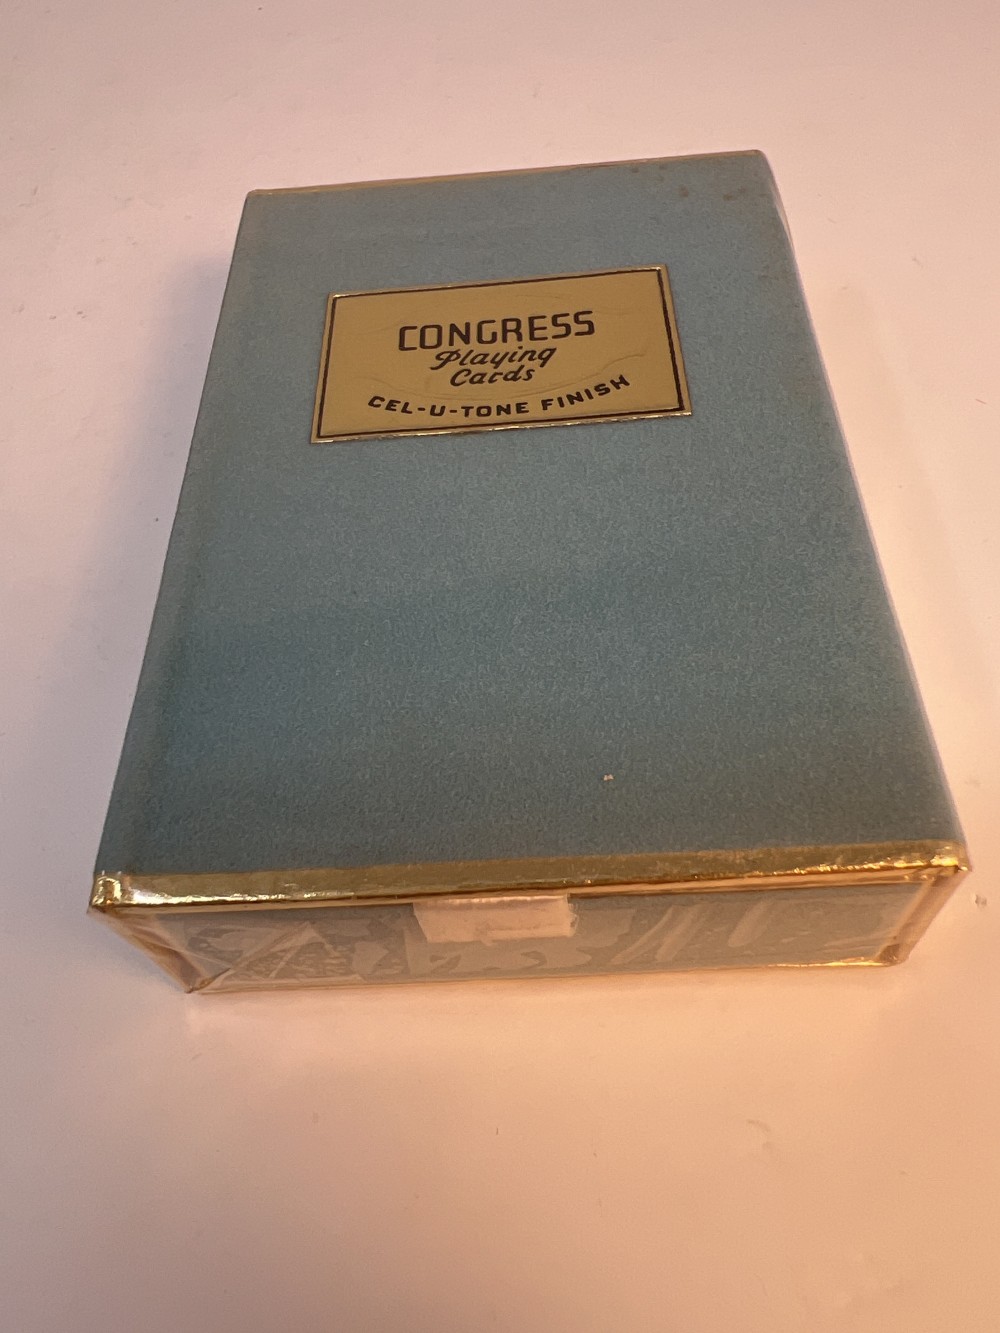 CONGRESS
Playing
Cards
CEL-U-TONE FINISH